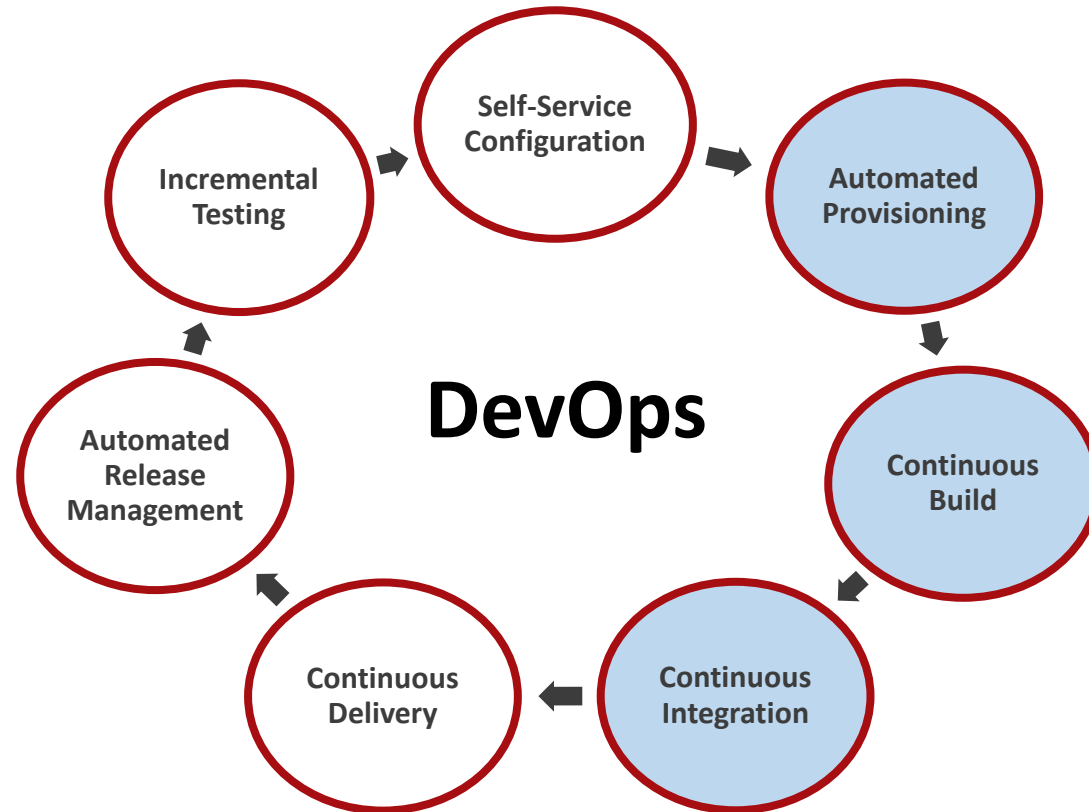 Self-Service
Configuration
Automated
Provisioning
Continuous
Build
Continuous
Integration
Continuous
Delivery
Automated
Release
Management
Incremental
Testing
DevOps